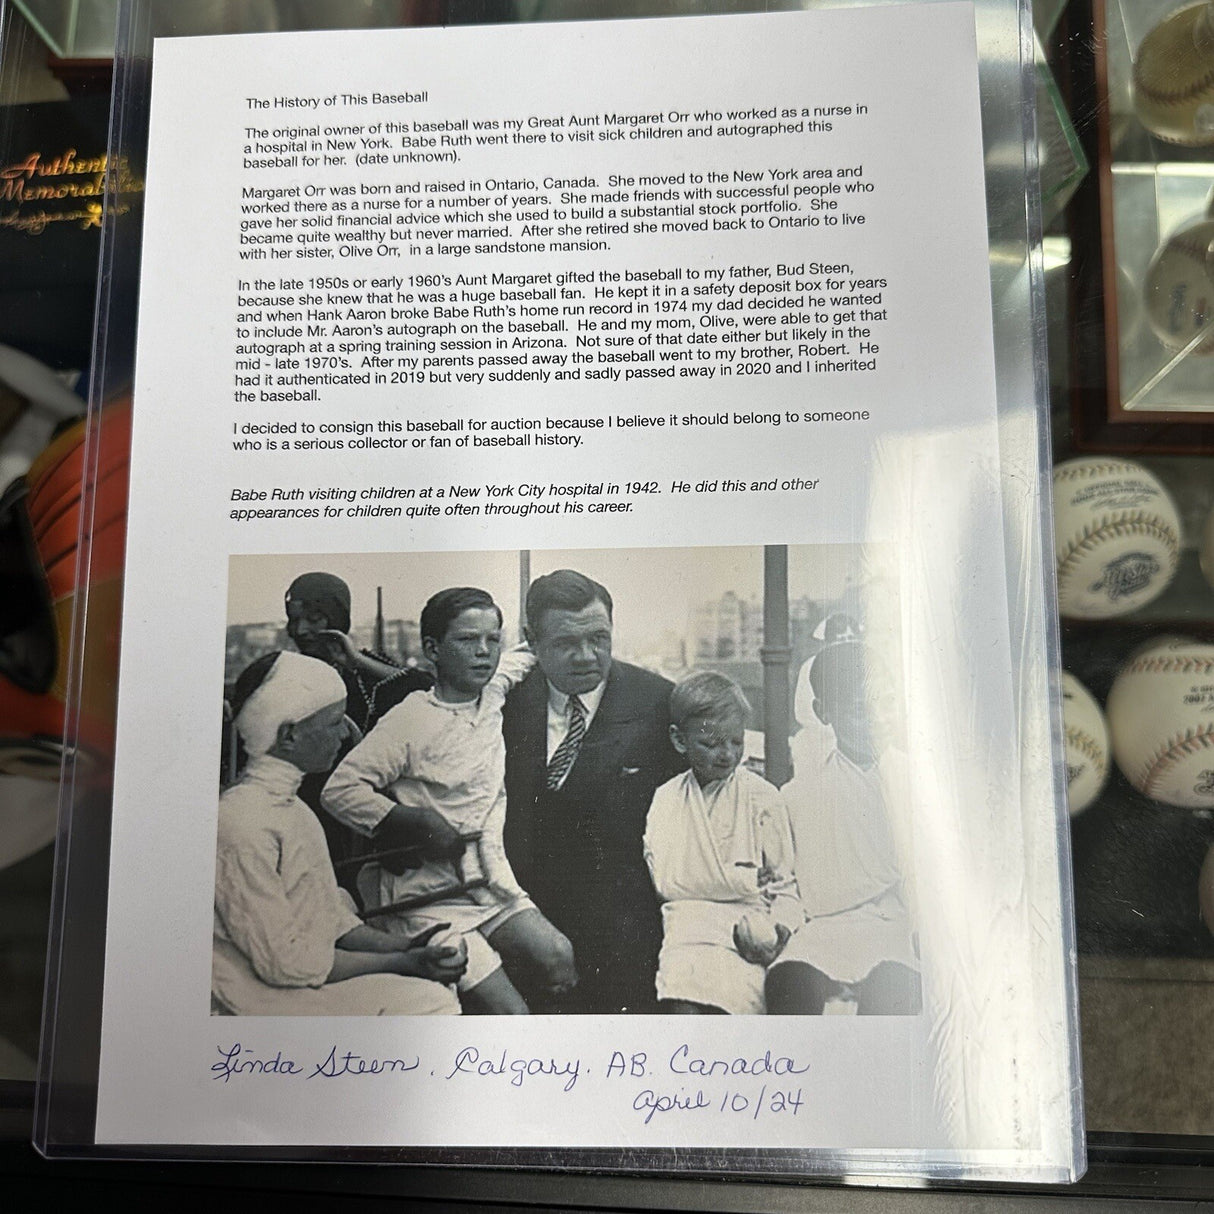 The History of This Baseball
The original owner of this baseball was my Great Aunt Margaret Orr who worked as a nurse in
a hospital in New York.  Babe Ruth went there to visit sick children and autographed this
baseball for her.  (date unknown).
Margaret Orr was born and raised in Ontario, Canada.  She moved to the New York area and
worked there as a nurse for a number of years.  She made friends with successful people who
gave her solid financial advice which she used to build a substantial stock portfolio.  She
became quite wealthy but never married.  After she retired she moved back to Ontario to live
with her sister, Olive Orr,  in a large sandstone mansion.
In the late 1950s or early 1960's Aunt Margaret gifted the baseball to my father, Bud Steen,
because she knew that he was a huge baseball fan.  He kept it in a safety deposit box for years
and when Hank Aaron broke Babe Ruth's home run record in 1974 my dad decided he wanted
to include Mr. Aaron's autograph on the baseball.  He and my mom, Olive, were able to get that
autograph at a spring training session in Arizona.  Not sure of that date either but likely in the
mid - late 1970's.  After my parents passed away the baseball went to my brother, Robert.  He
had it authenticated in 2019 but very suddenly and sadly passed away in 2020 and I inherited
the baseball.
I decided to consign this baseball for auction because I believe it should belong to someone
who is a serious collector or fan of baseball history.
Babe Ruth visiting children at a New York City hospital in 1942.  He did this and other
appearances for children quite often throughout his career.
Linda Steen. Calgary. AB. Canada
April 10/24